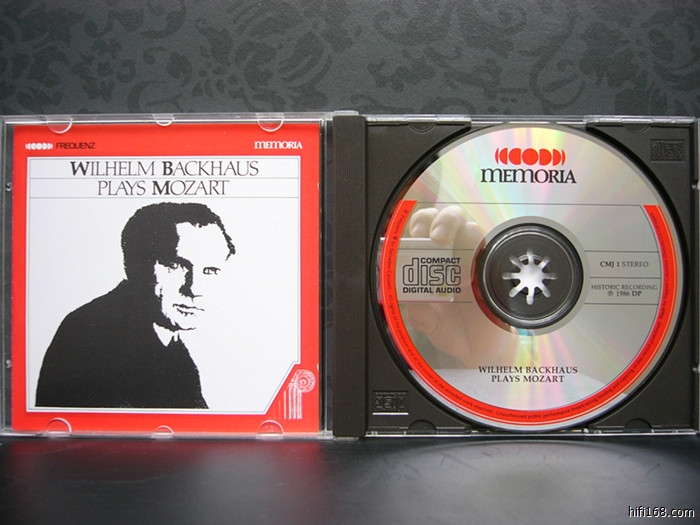 FREQUENZ
MEMORIA
WILHELM BACKHAUS
PLAYS MOZART
MEMORIA
COMPACT
disc
DIGITAL AUDIO
CMJ 1 STEREO
HISTORIC RECORDING
℗ 1986 DP
WILHELM BACKHAUS
PLAYS MOZART
hifi168.com